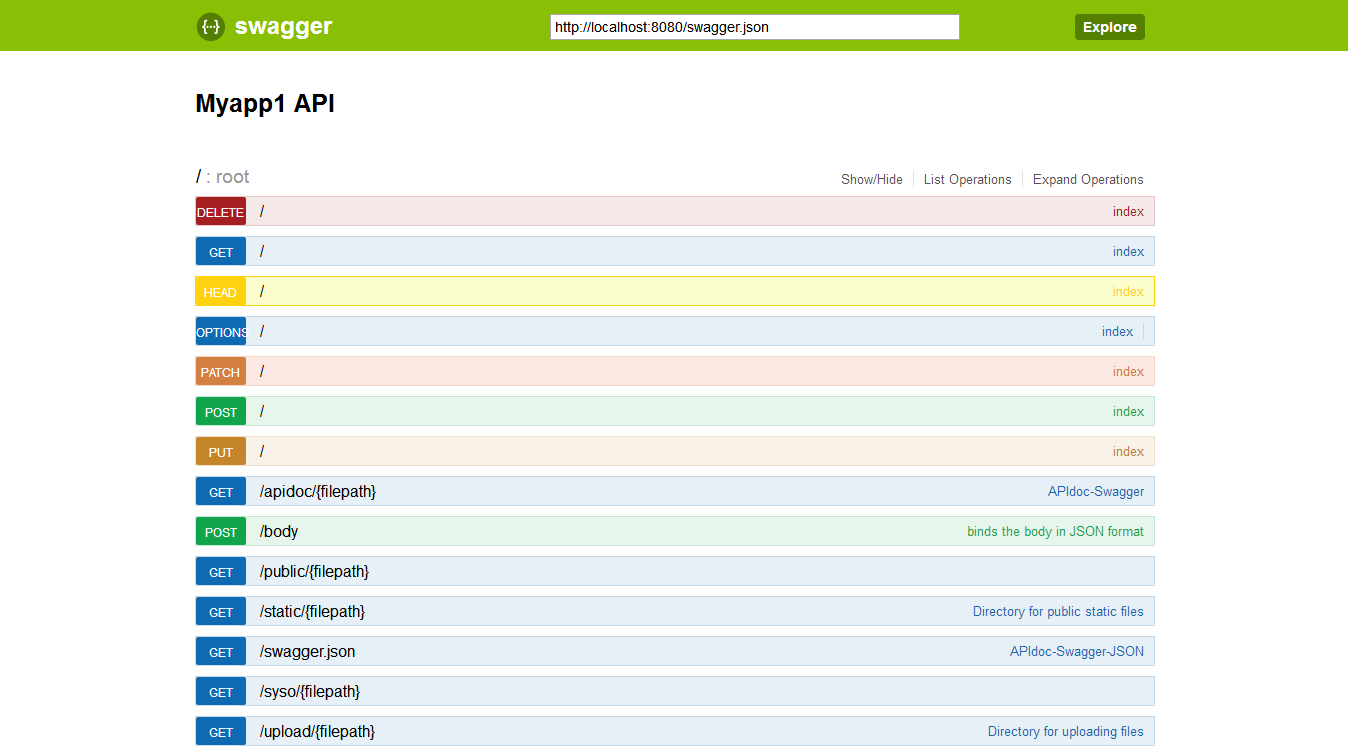 {···} swagger http://localhost:8080/swagger.json Explore
Myapp1 API
/ : root Show/Hide List Operations Expand Operations
DELETE / index
GET / index
HEAD / index
OPTIONS / index
PATCH / index
POST / index
PUT / index
GET /apidoc/{filepath} APIdoc-Swagger
POST /body binds the body in JSON format
GET /public/{filepath}
GET /static/{filepath} Directory for public static files
GET /swagger.json APIdoc-Swagger-JSON
GET /syso/{filepath}
GET /upload/{filepath} Directory for uploading files